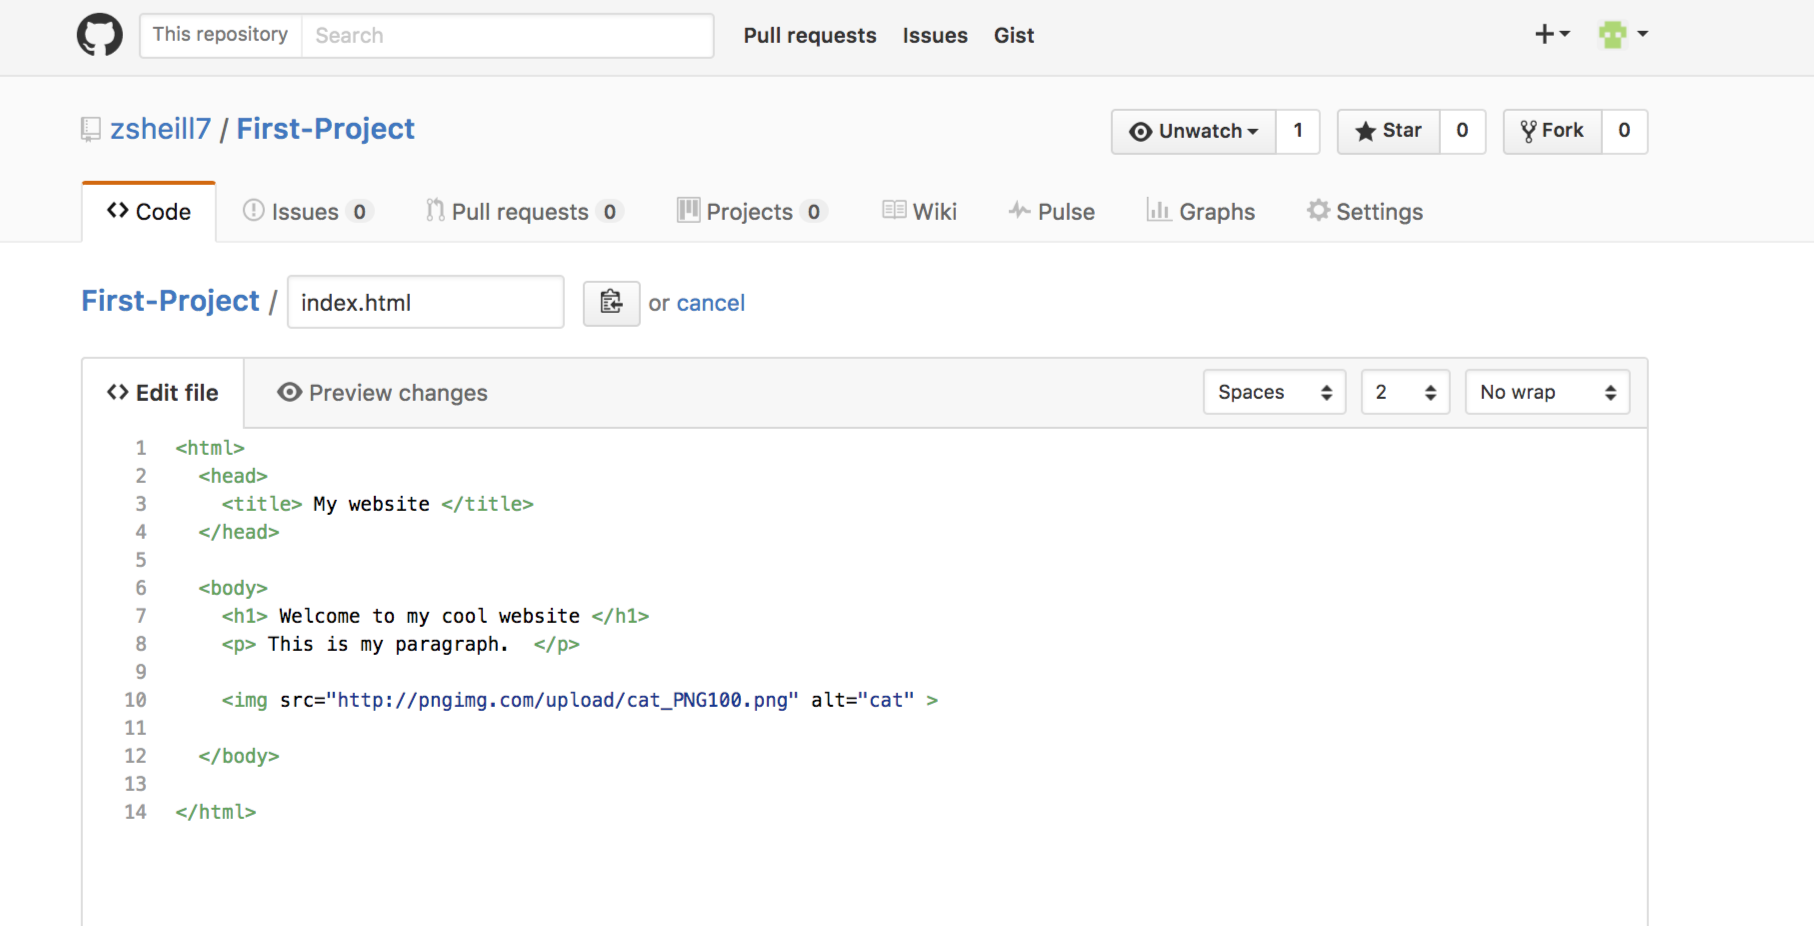 This repository Search Pull requests Issues Gist
zsheill7 / First-Project Unwatch 1 Star 0 Fork 0
Code Issues 0 Pull requests 0 Projects 0 Wiki Pulse Graphs Settings
First-Project / index.html or cancel
Edit file Preview changes Spaces 2 No wrap
1 <html>
2 <head>
3 <title> My website </title>
4 </head>
5
6 <body>
7 <h1> Welcome to my cool website </h1>
8 <p> This is my paragraph.  </p>
9
10 <img src="http://pngimg.com/upload/cat_PNG100.png" alt="cat" >
11
12 </body>
13
14 </html>